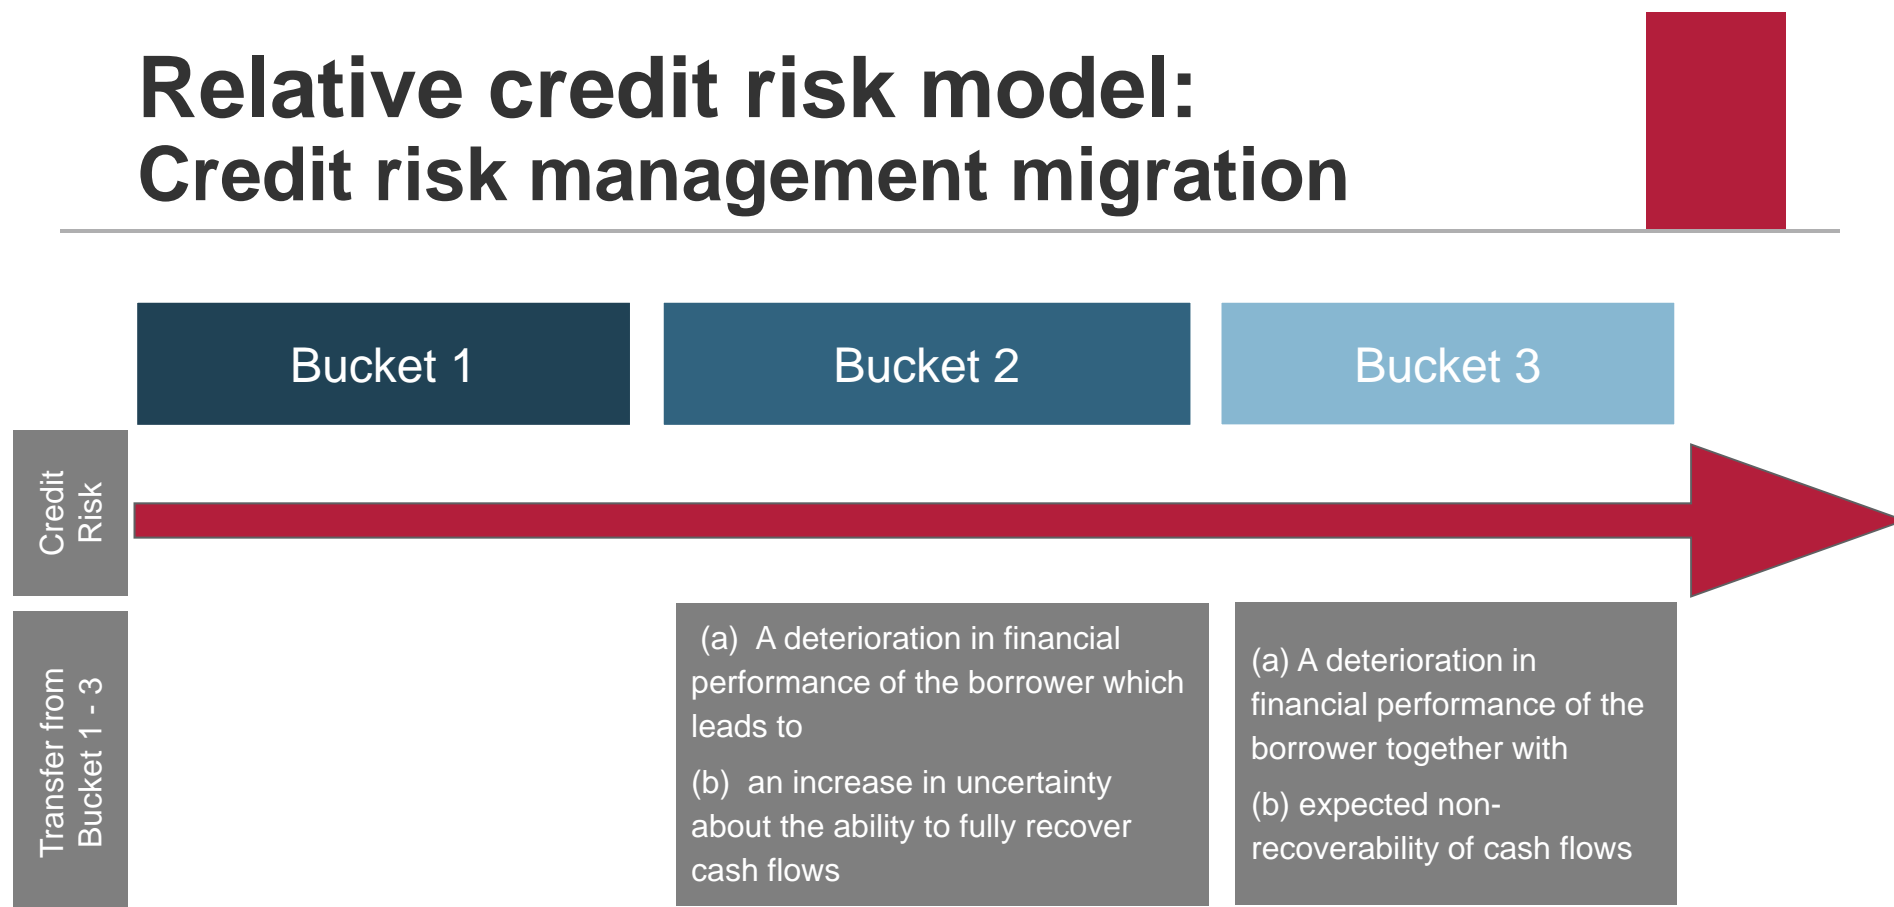 Relative credit risk model:
Credit risk management migration
Bucket 1
Bucket 2
Bucket 3
Credit
Risk
Transfer from
Bucket 1 - 3
(a) A deterioration in financial
performance of the borrower which
leads to
(b) an increase in uncertainty
about the ability to fully recover
cash flows
(a) A deterioration in
financial performance of the
borrower together with
(b) expected non-
recoverability of cash flows